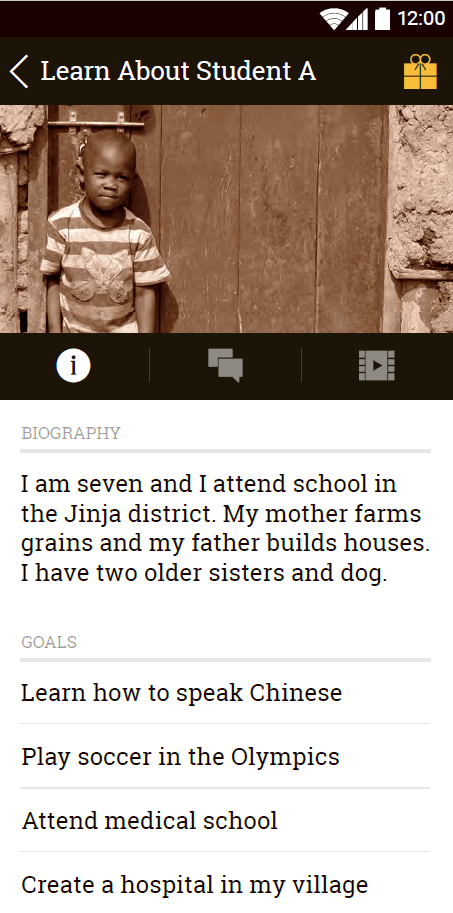 12:00
Learn About Student A
i
BIOGRAPHY
I am seven and I attend school in
the Jinja district. My mother farms
grains and my father builds houses.
I have two older sisters and dog.
GOALS
Learn how to speak Chinese
Play soccer in the Olympics
Attend medical school
Create a hospital in my village